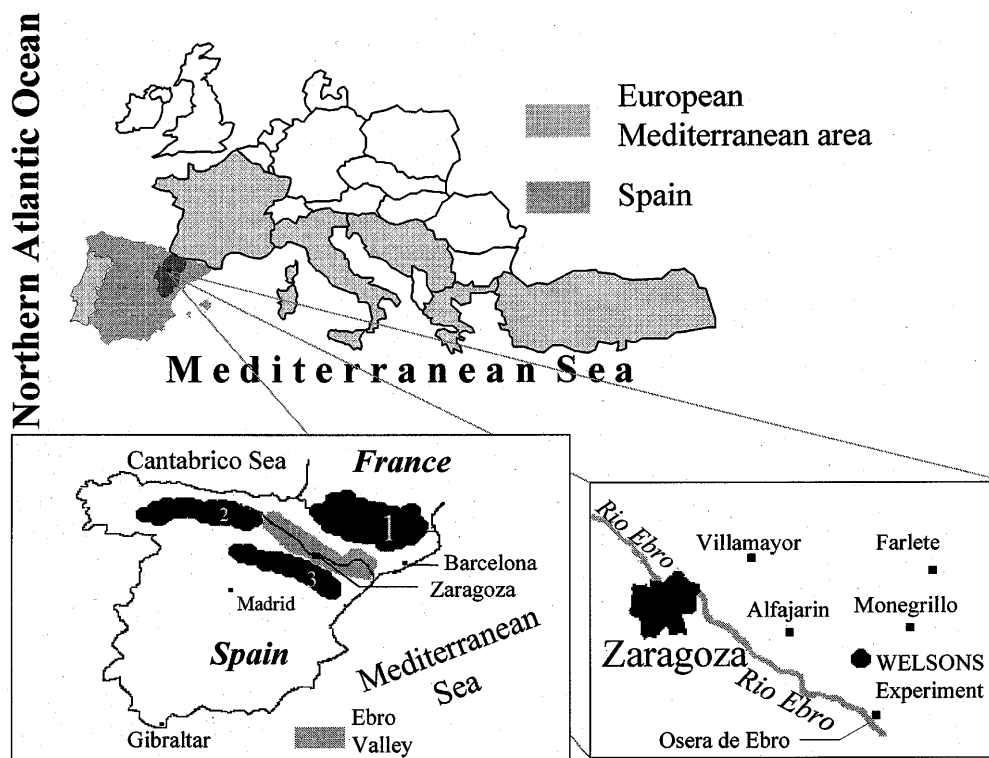 Northern Atlantic Ocean
European
Mediterranean area
Spain
Mediterranean Sea
Cantabrico Sea
France
1
2
3
Barcelona
Zaragoza
Madrid
Spain
Mediterranean
Sea
Gibraltar
Ebro
Valley
Rio Ebro
Villamayor
Farlete
Alfajarin
Monegrillo
Zaragoza
WELSONS
Experiment
Rio Ebro
Osera de Ebro